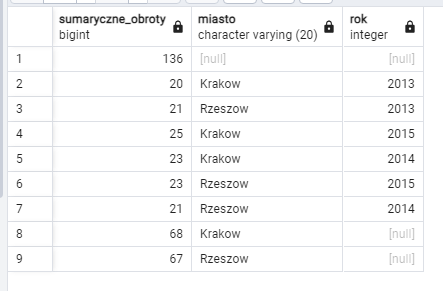 sumaryczne_obroty miasto rok
bigint character varying (20) integer
1 136 [null] [null]
2 20 Krakow 2013
3 21 Rzeszow 2013
4 25 Krakow 2015
5 23 Krakow 2014
6 23 Rzeszow 2015
7 21 Rzeszow 2014
8 68 Krakow [null]
9 67 Rzeszow [null]